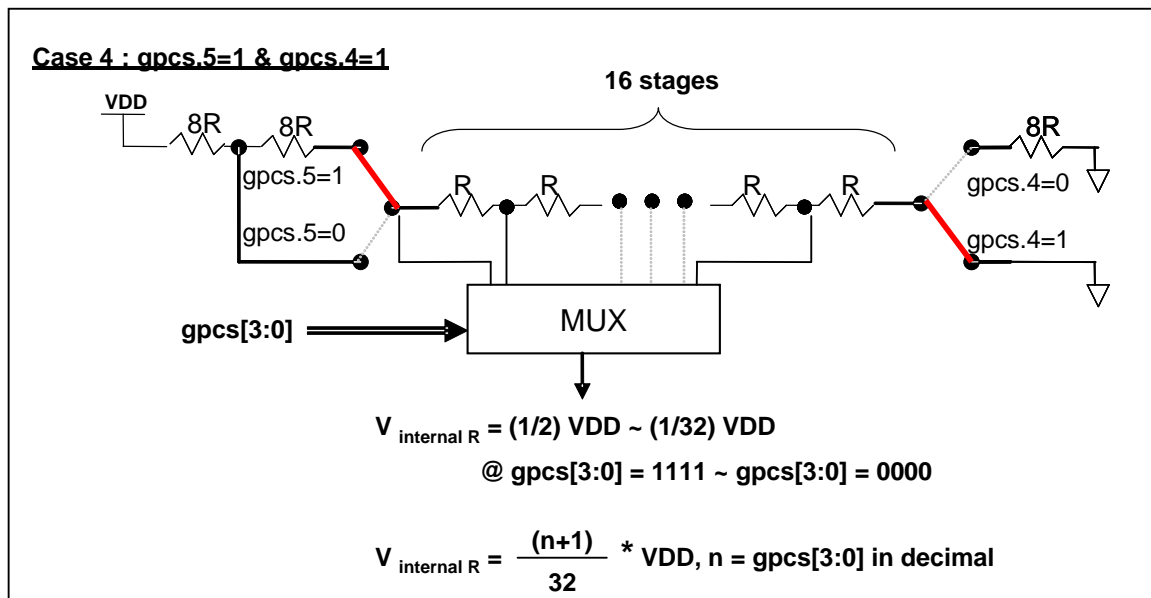 Case 4 : gpcs.5=1 & gpcs.4=1
16 stages
VDD
8R 8R
8R
gpcs.5=1
R R R R
gpcs.4=0
gpcs.5=0
gpcs.4=1
MUX
gpcs[3:0]
V internal R = (1/2) VDD ~ (1/32) VDD
@ gpcs[3:0] = 1111 ~ gpcs[3:0] = 0000
(n+1)
V internal R = * VDD, n = gpcs[3:0] in decimal
32